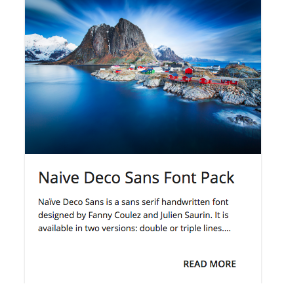 Naive Deco Sans Font Pack
Naïve Deco Sans is a sans serif handwritten font
designed by Fanny Coulez and Julien Saurin. It is
available in two versions: double or triple lines....
READ MORE